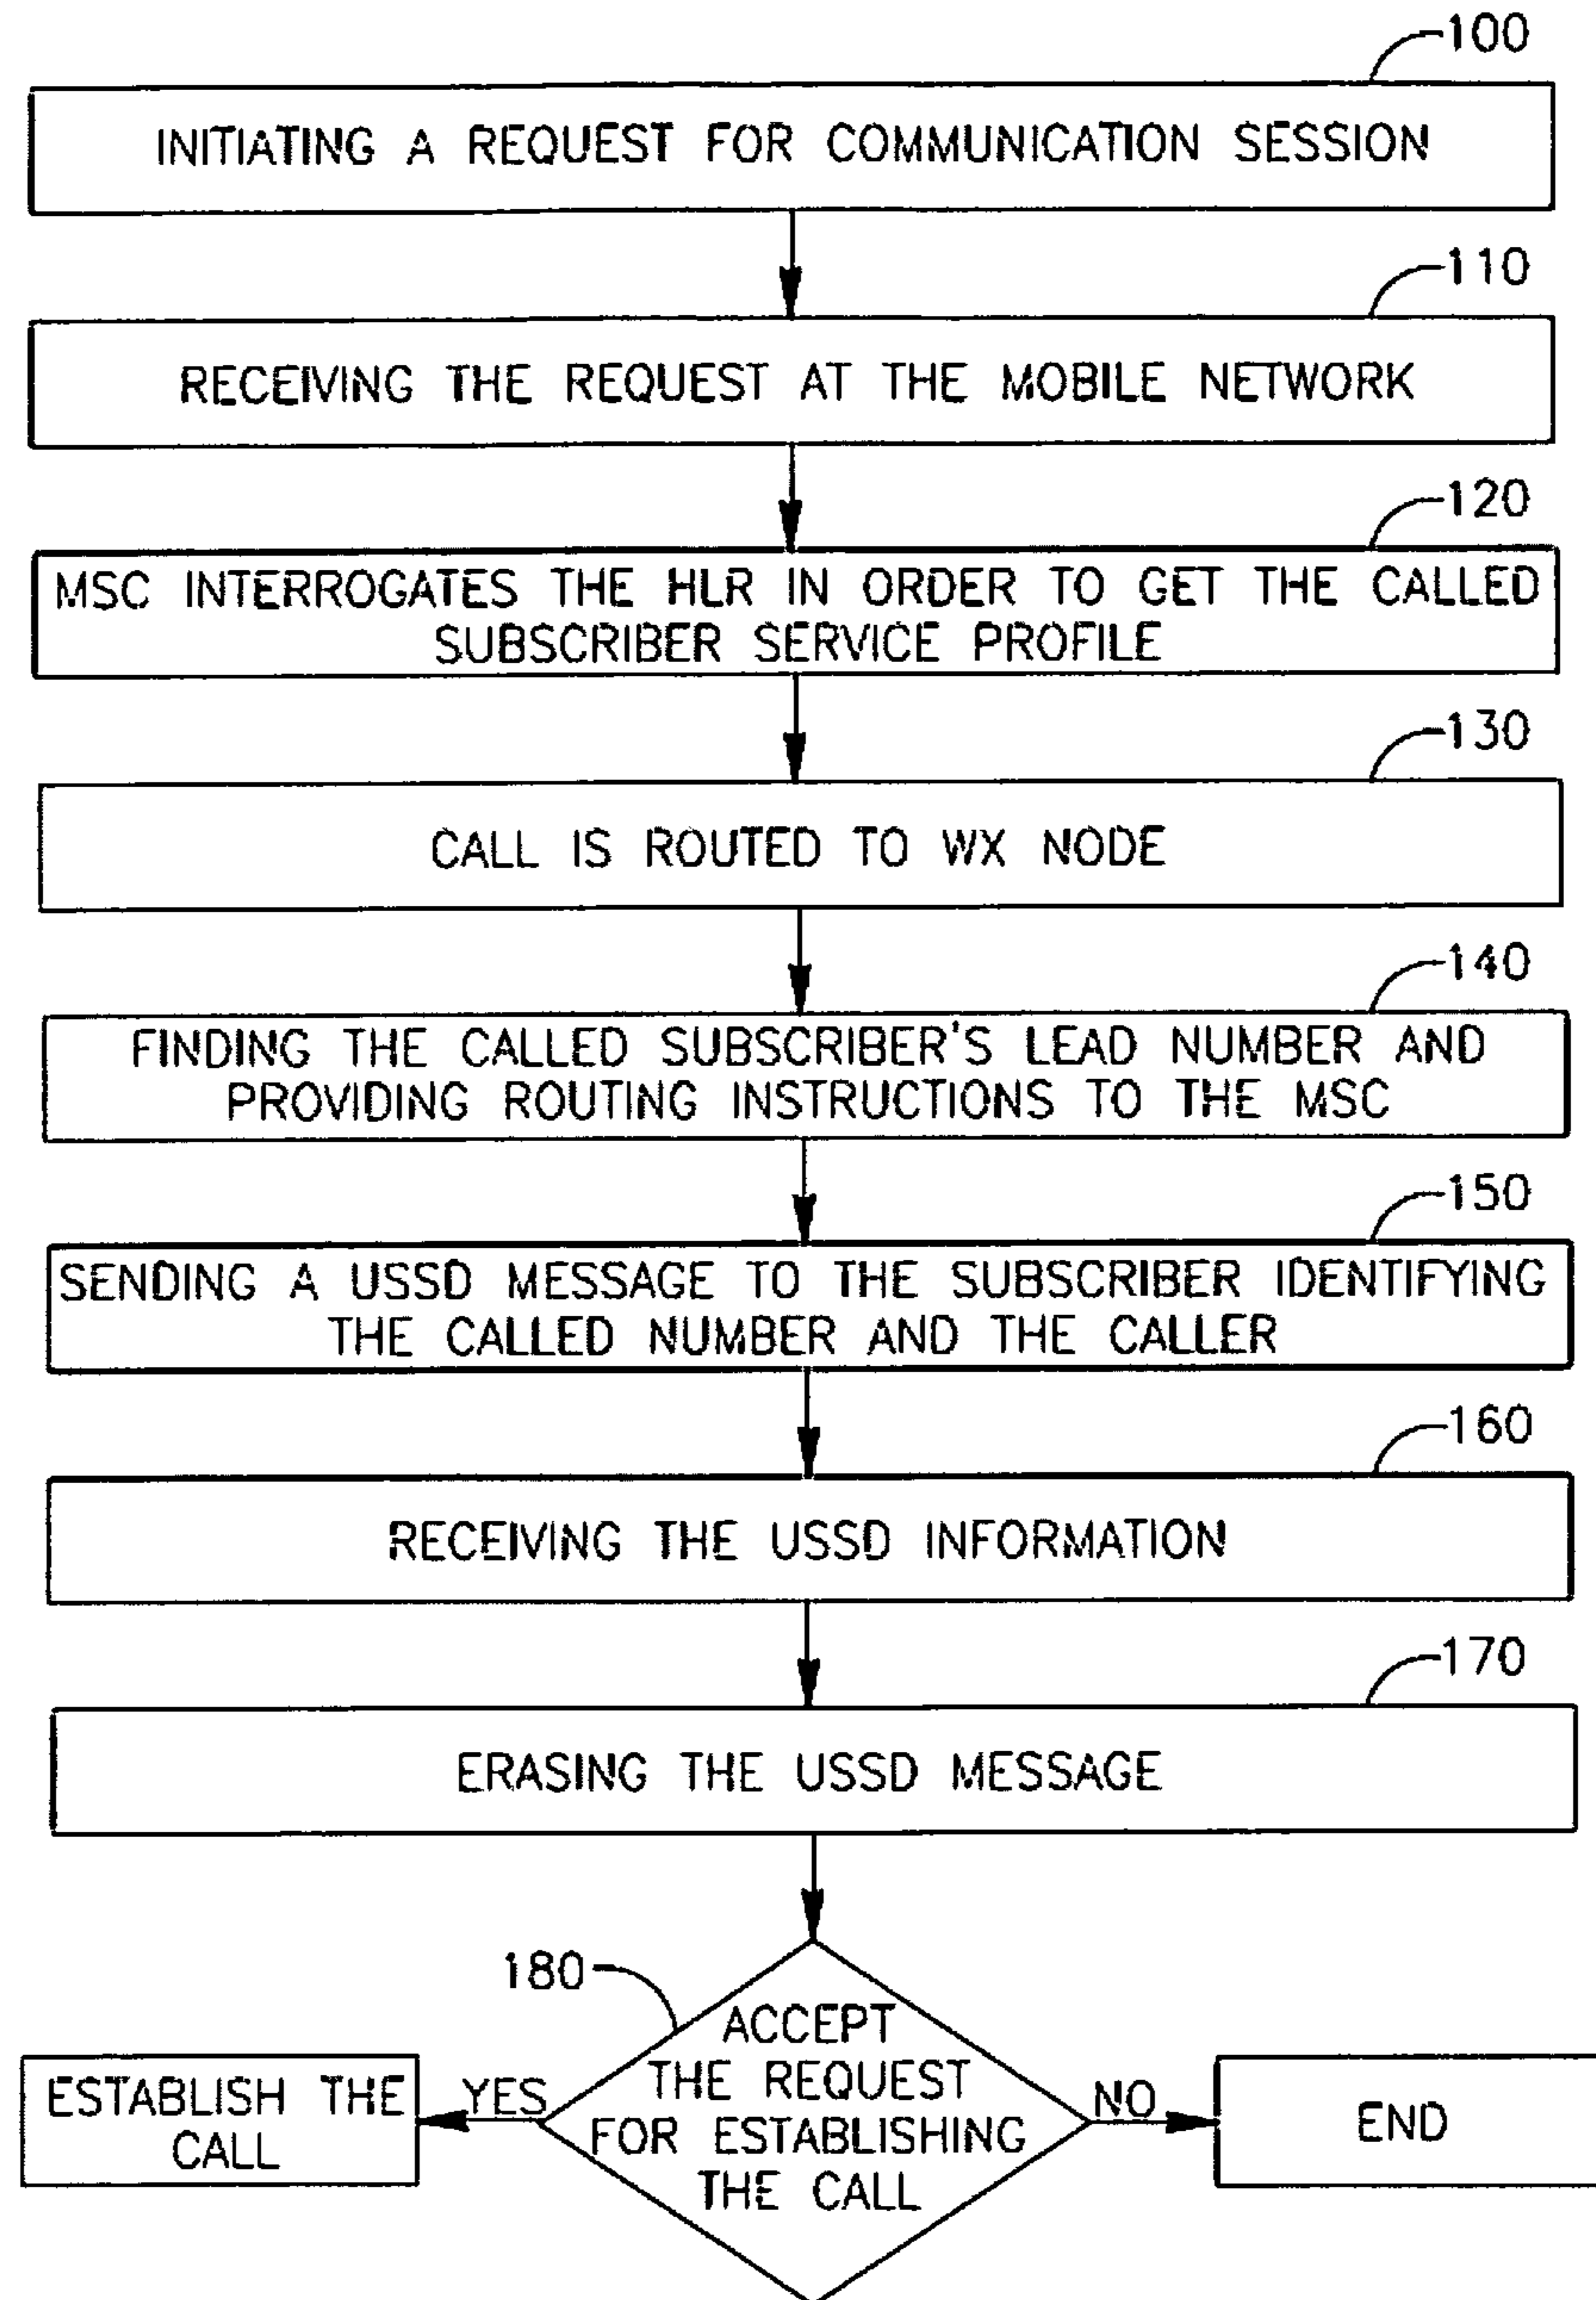 100
INITIATING A REQUEST FOR COMMUNICATION SESSION
110
RECEIVING THE REQUEST AT THE MOBILE NETWORK
120
MSC INTERROGATES THE HLR IN ORDER TO GET THE CALLED
SUBSCRIBER SERVICE PROFILE
130
CALL IS ROUTED TO WX NODE
140
FINDING THE CALLED SUBSCRIBER'S LEAD NUMBER AND
PROVIDING ROUTING INSTRUCTIONS TO THE MSC
150
SENDING A USSD MESSAGE TO THE SUBSCRIBER IDENTIFYING
THE CALLED NUMBER AND THE CALLER
160
RECEIVING THE USSD INFORMATION
170
ERASING THE USSD MESSAGE
180
ACCEPT
THE REQUEST
FOR ESTABLISHING
THE CALL
YES
ESTABLISH THE
CALL
NO
END